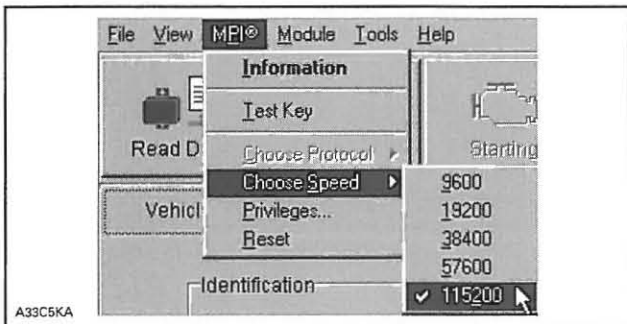 File View MPI® Module Tools Help
Information
Test Key
Read D
Starting
Choose Protocol
Choose Speed
9600
Vehicl
Privileges...
19200
Reset
38400
57600
Identification
115200
A33C5KA